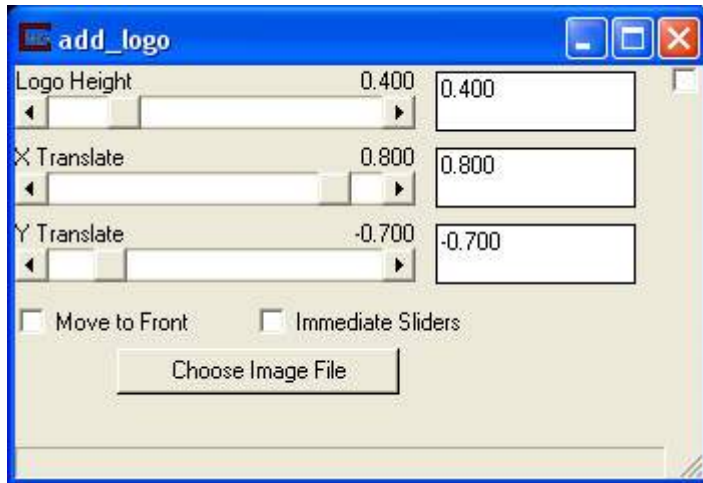 add_logo
Logo Height 0.400 0.400
X Translate 0.800 0.800
Y Translate -0.700 -0.700
Move to Front Immediate Sliders
Choose Image File